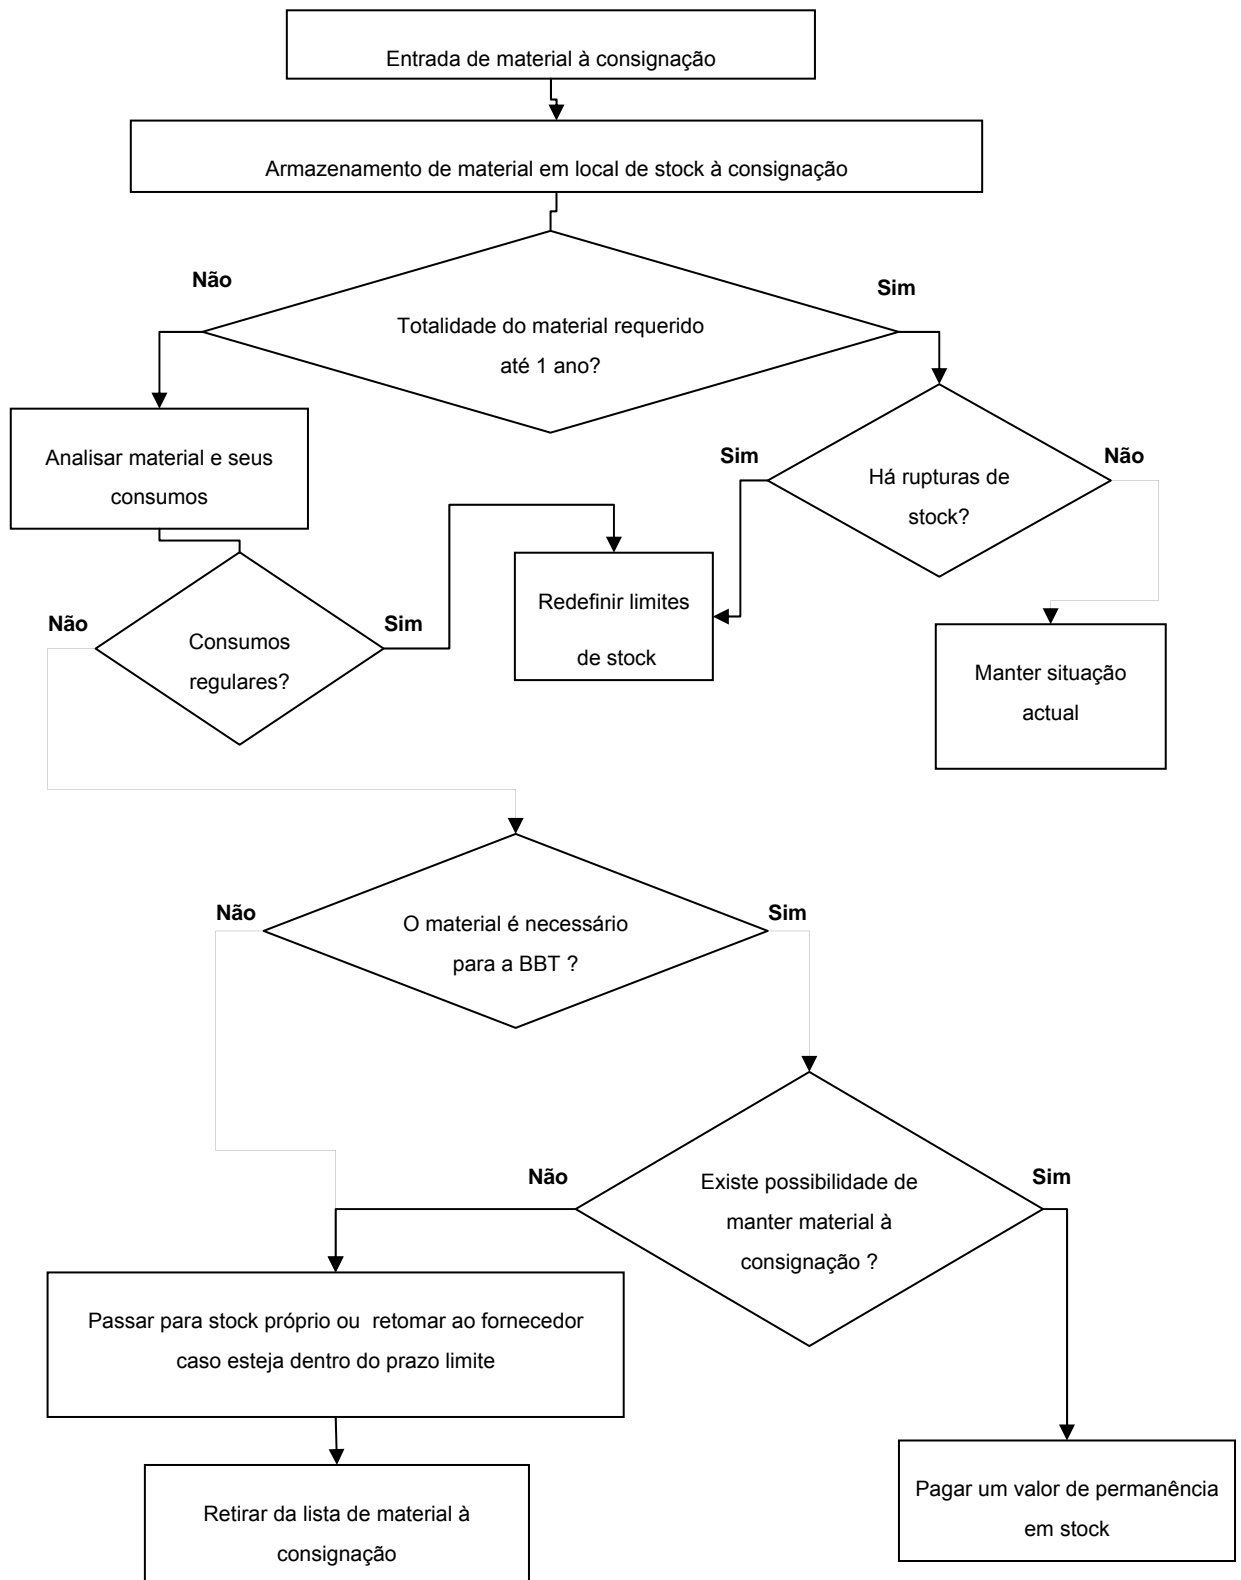 Entrada de material à consignação
Armazenamento de material em local de stock à consignação
Não
Sim
Totalidade do material requerido
até 1 ano?
Analisar material e seus
consumos
Sim
Não
Há rupturas de
stock?
Redefinir limites
de stock
Não
Sim
Consumos
regulares?
Manter situação
actual
Não
Sim
O material é necessário
para a BBT ?
Não
Sim
Existe possibilidade de
manter material à
consignação ?
Passar para stock próprio ou  retomar ao fornecedor
caso esteja dentro do prazo limite
Retirar da lista de material à
consignação
Pagar um valor de permanência
em stock